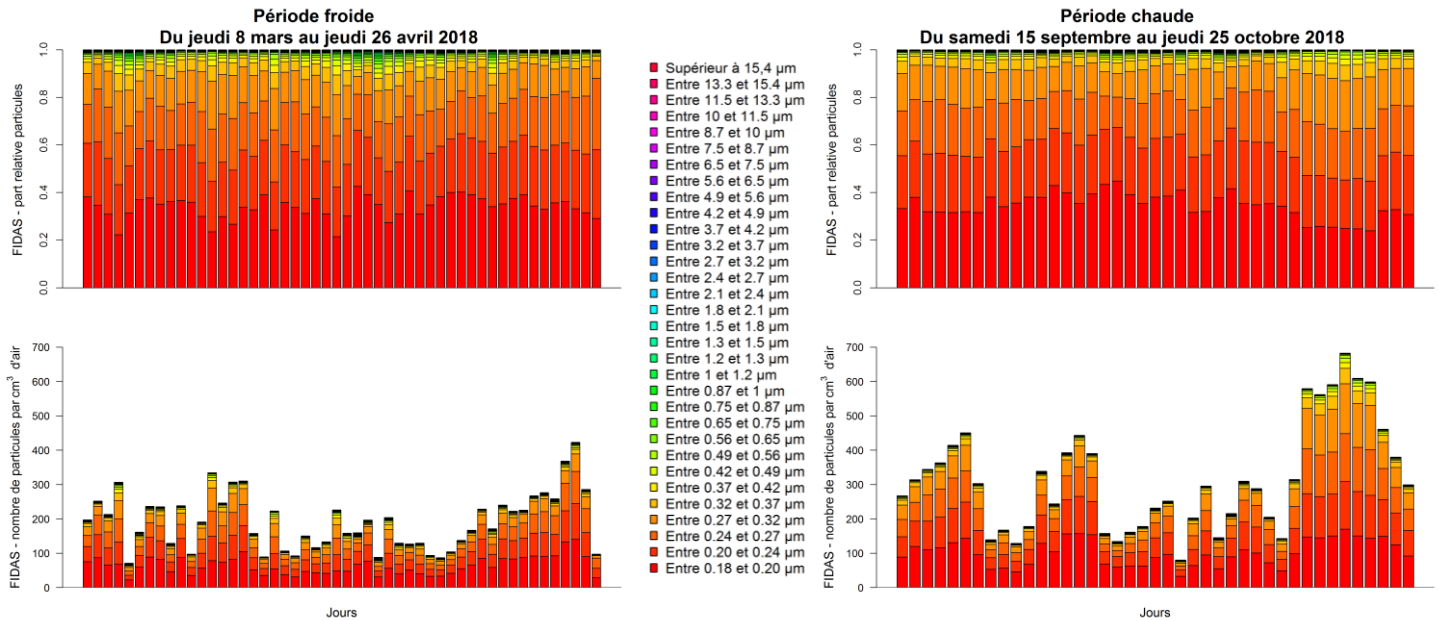 Période froide
Du jeudi 8 mars au jeudi 26 avril 2018
FIDAS - part relative particules
1.0
0.8
0.6
0.4
0.2
0.0
FIDAS - nombre de particules par cm³ d'air
700
600
500
400
300
200
100
0
Jours
Supérieur à 15,4 µm
Entre 13.3 et 15.4 µm
Entre 11.5 et 13.3 µm
Entre 10 et 11.5 µm
Entre 8.7 et 10 µm
Entre 7.5 et 8.7 µm
Entre 6.5 et 7.5 µm
Entre 5.6 et 6.5 µm
Entre 4.9 et 5.6 µm
Entre 4.2 et 4.9 µm
Entre 3.7 et 4.2 µm
Entre 3.2 et 3.7 µm
Entre 2.7 et 3.2 µm
Entre 2.4 et 2.7 µm
Entre 2.1 et 2.4 µm
Entre 1.8 et 2.1 µm
Entre 1.5 et 1.8 µm
Entre 1.3 et 1.5 µm
Entre 1.2 et 1.3 µm
Entre 1 et 1.2 µm
Entre 0.87 et 1 µm
Entre 0.75 et 0.87 µm
Entre 0.65 et 0.75 µm
Entre 0.56 et 0.65 µm
Entre 0.49 et 0.56 µm
Entre 0.42 et 0.49 µm
Entre 0.37 et 0.42 µm
Entre 0.32 et 0.37 µm
Entre 0.27 et 0.32 µm
Entre 0.24 et 0.27 µm
Entre 0.20 et 0.24 µm
Entre 0.18 et 0.20 µm
Période chaude
Du samedi 15 septembre au jeudi 25 octobre 2018
FIDAS - part relative particules
1.0
0.8
0.6
0.4
0.2
0.0
FIDAS - nombre de particules par cm³ d'air
700
600
500
400
300
200
100
0
Jours